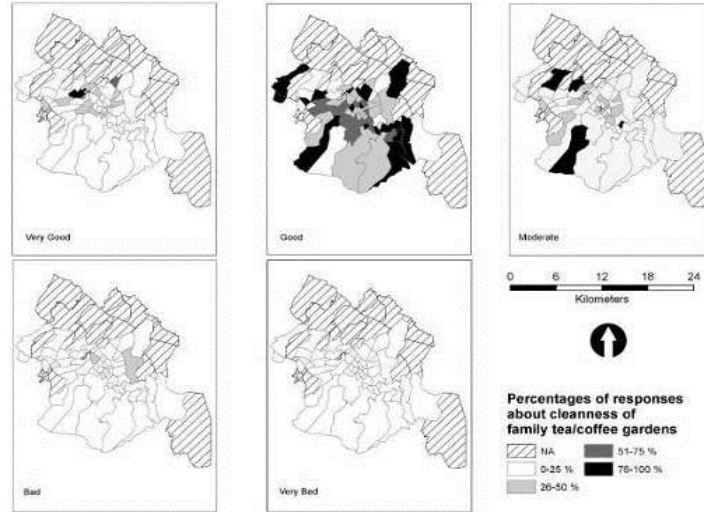 Very Good
Good
Moderate
Bad
Very Bed
0 6 12 18 24
Kilometers
Percentages of responses
about cleanness of
family tea/coffee gardens
NA
0-25 %
26-50 %
51-75 %
76-100 %